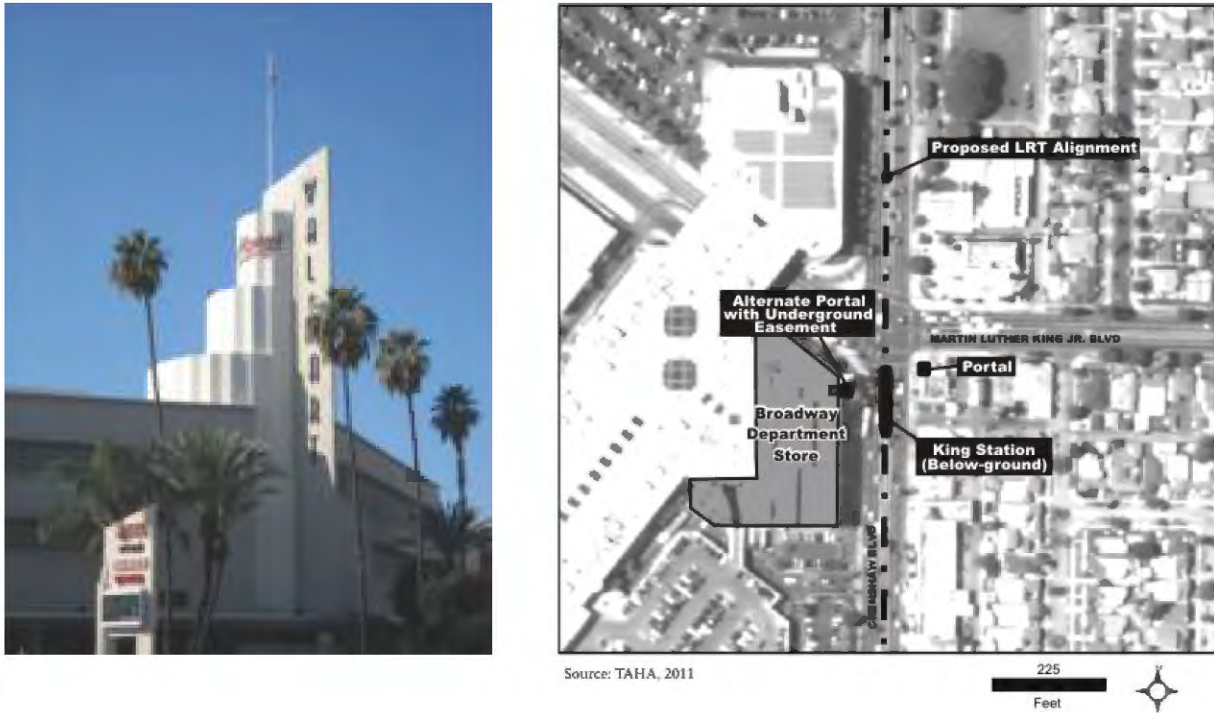 Proposed LRT Alignment
Alternate Portal
with Underground
Easement
MARTIN LUTHER KING JR. BLVD
Portal
Broadway
Department
Store
King Station
(Below-ground)
CRENSHAW BLVD
Source: TAHA, 2011
225
Feet